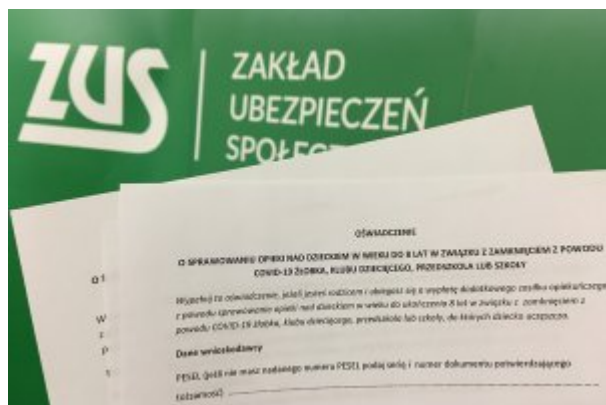 ZUS
ZAKŁAD
UBEZPIECZEŃ
SPOŁECZ
OŚWIADCZENIE
O SPRAWOWANIU OPIEKI NAD DZIECKIEM W WIEKU DO 8 LAT W ZWIĄZKU Z ZAMKNIĘCIEM Z POWODU
COVID-19 ŻŁOBKA, KLUBU DZIECIĘCEGO, PRZEDSZKOLA LUB SZKOŁY
Wypełnij to oświadczenie, jeżeli jesteś rodzicem i ubiegasz się o wypłatę dodatkowego zasiłku opiekuńczego
z powodu sprawowania opieki nad dzieckiem w wieku do ukończenia 8 lat w związku z zamknięciem z
powodu COVID-19 żłobka, klubu dziecięcego, przedszkola lub szkoły, do których dziecko uczęszcza.
Dane wnioskodawcy
PESEL (jeśli nie masz nadanego numeru PESEL podaj serię i numer dokumentu potwierdzającego
tożsamość)